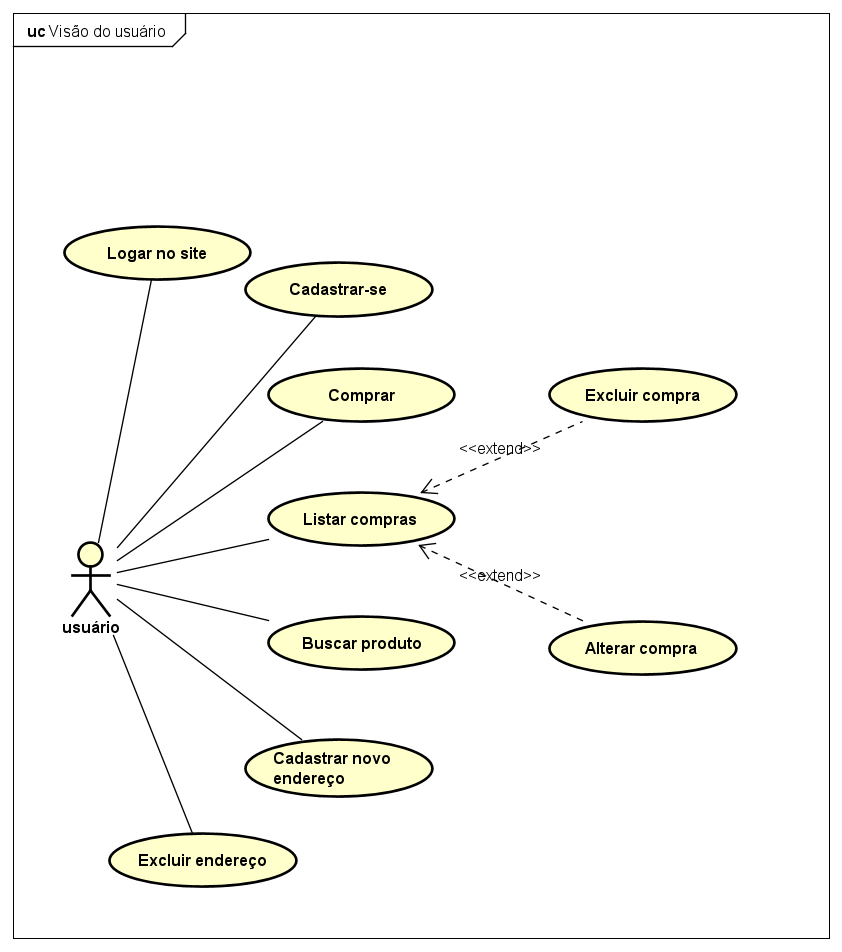 uc Visão do usuário
Logar no site
Cadastrar-se
Comprar
Excluir compra
<<extend>>
Listar compras
<<extend>>
Buscar produto
Alterar compra
usuário
Cadastrar novo
endereço
Excluir endereço